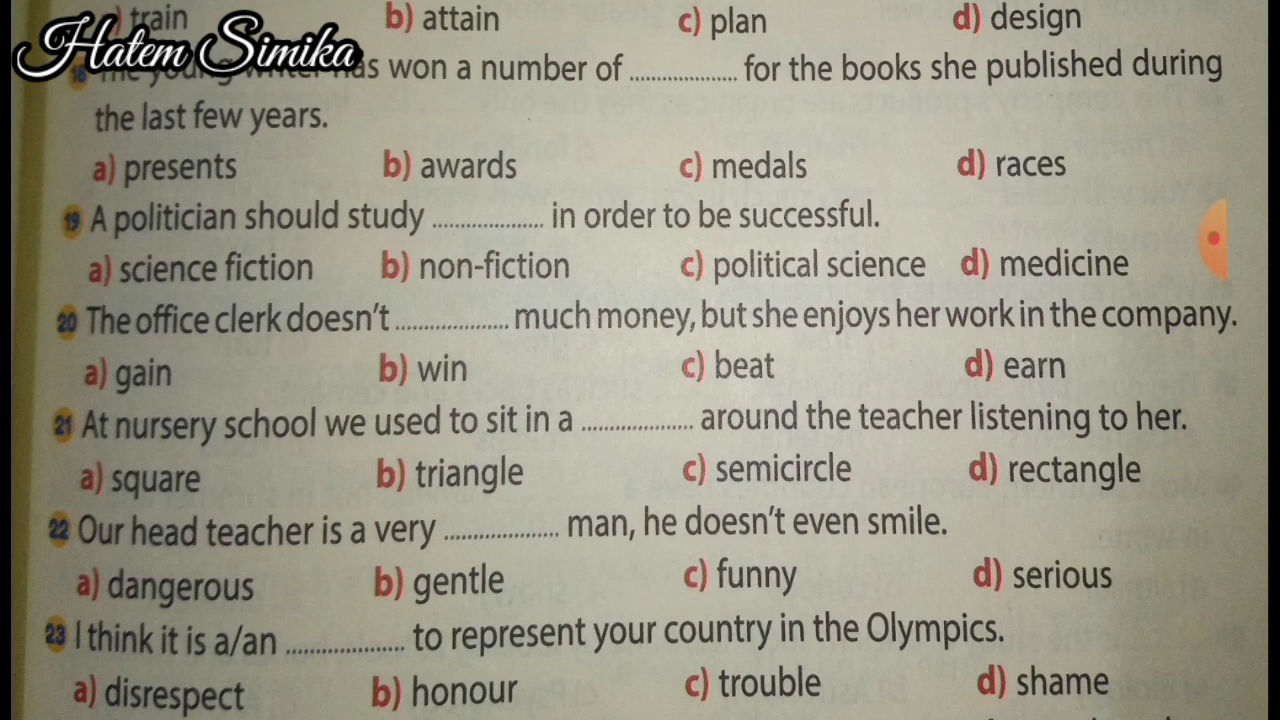 train b) attain c) plan d) design
Hatem Simika
18 has won a number of .................... for the books she published during
the last few years.
a) presents b) awards c) medals d) races
19 A politician should study .................... in order to be successful.
a) science fiction b) non-fiction c) political science d) medicine
20 The office clerk doesn't .................... much money, but she enjoys her work in the company.
a) gain b) win c) beat d) earn
21 At nursery school we used to sit in a .................... around the teacher listening to her.
a) square b) triangle c) semicircle d) rectangle
22 Our head teacher is a very .................... man, he doesn't even smile.
a) dangerous b) gentle c) funny d) serious
23 I think it is a/an .................... to represent your country in the Olympics.
a) disrespect b) honour c) trouble d) shame